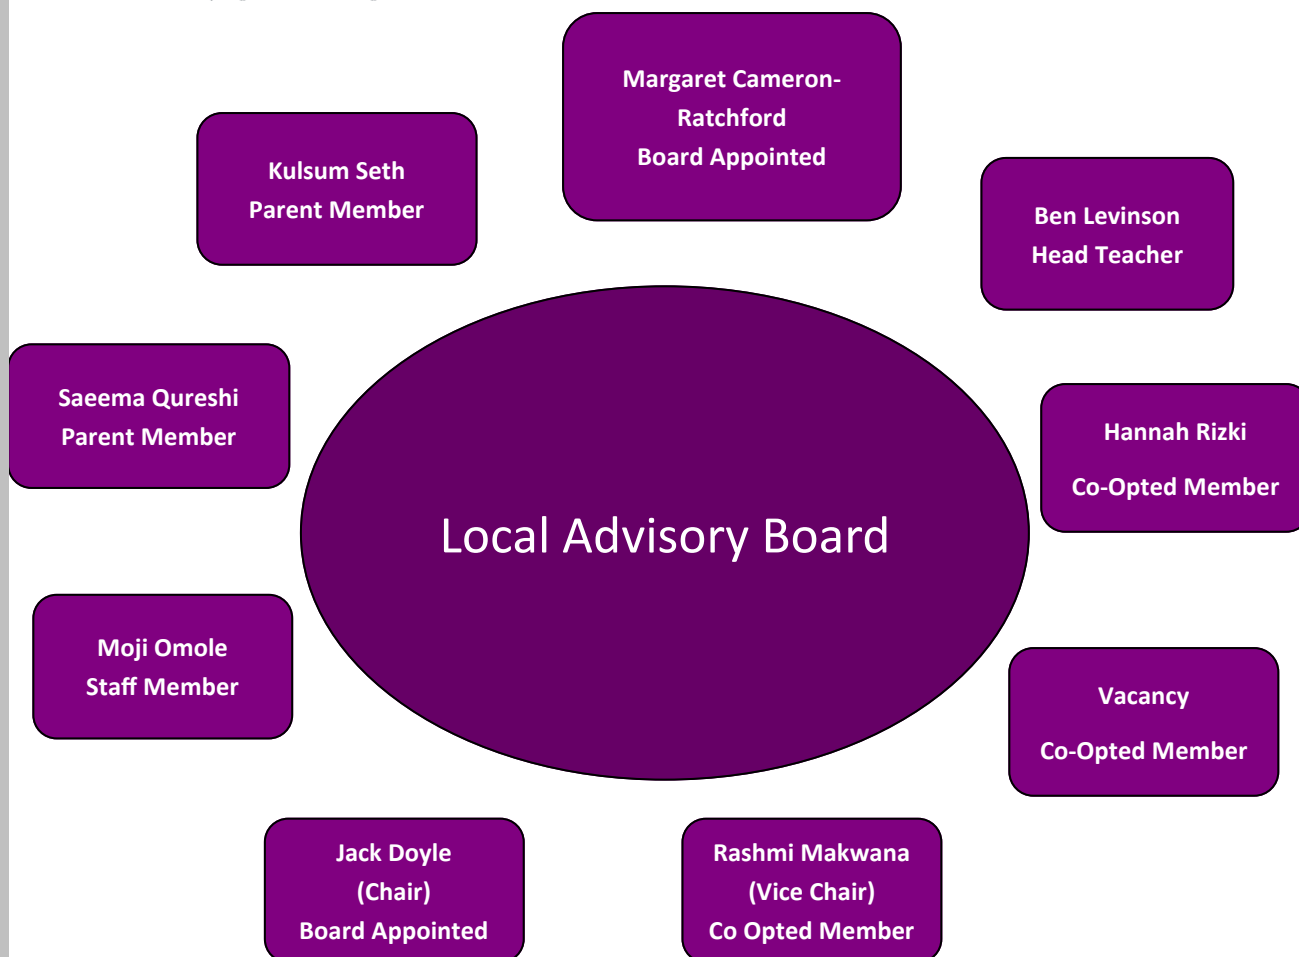 Margaret Cameron-
Ratchford
Board Appointed
Kulsum Seth
Parent Member
Ben Levinson
Head Teacher
Saeema Qureshi
Parent Member
Hannah Rizki
Co-Opted Member
Local Advisory Board
Moji Omole
Staff Member
Vacancy
Co-Opted Member
Jack Doyle
(Chair)
Board Appointed
Rashmi Makwana
(Vice Chair)
Co Opted Member